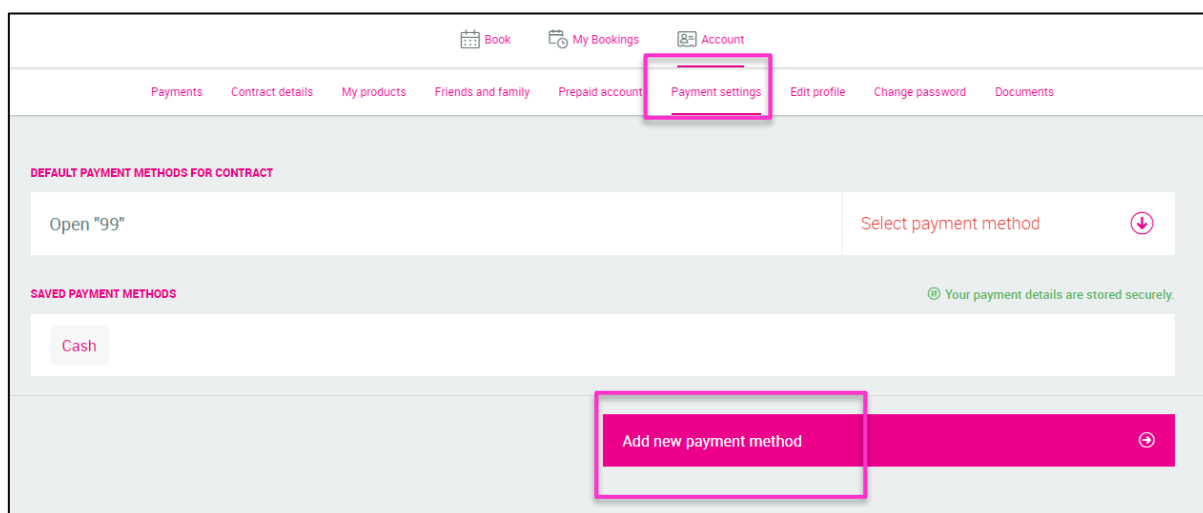 Book My Bookings Account
Payments Contract details My products Friends and family Prepaid account Payment settings Edit profile Change password Documents
DEFAULT PAYMENT METHODS FOR CONTRACT
Open "99" Select payment method
SAVED PAYMENT METHODS Your payment details are stored securely.
Cash
Add new payment method